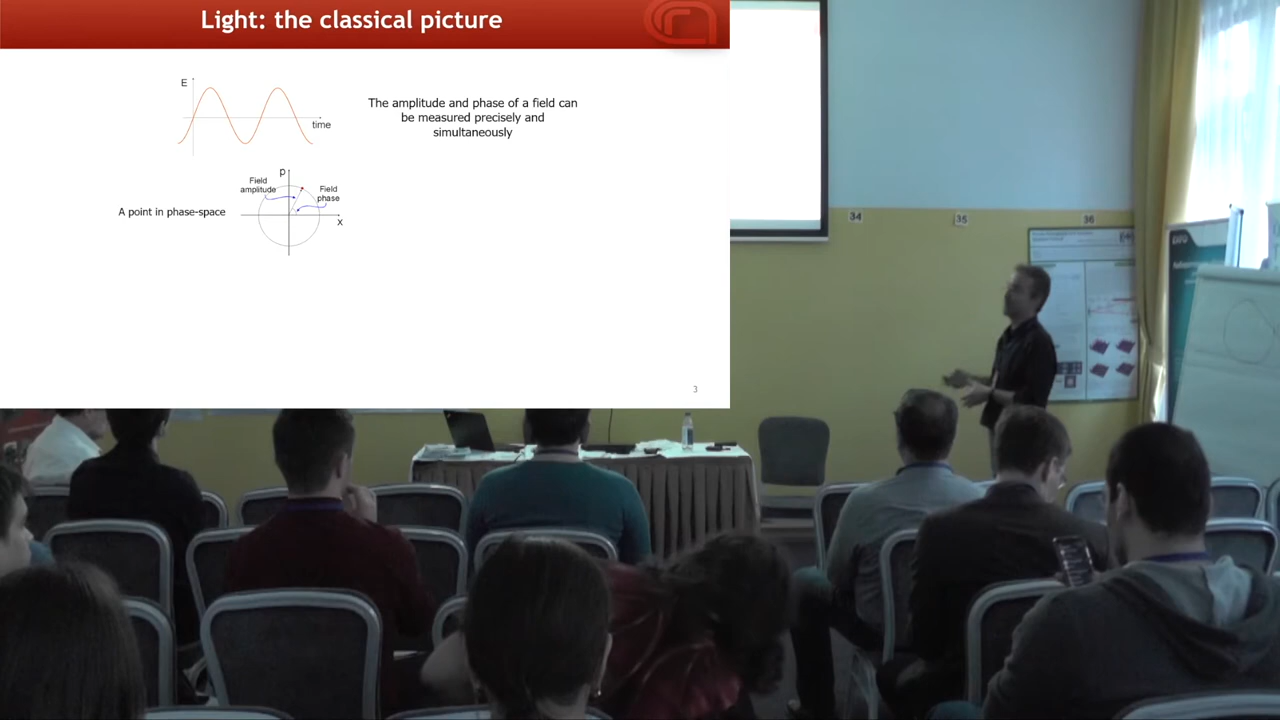 Light: the classical picture
E
time
The amplitude and phase of a field can
be measured precisely and
simultaneously
p
Field
amplitude
Field
phase
A point in phase-space
x
3
34
35
36